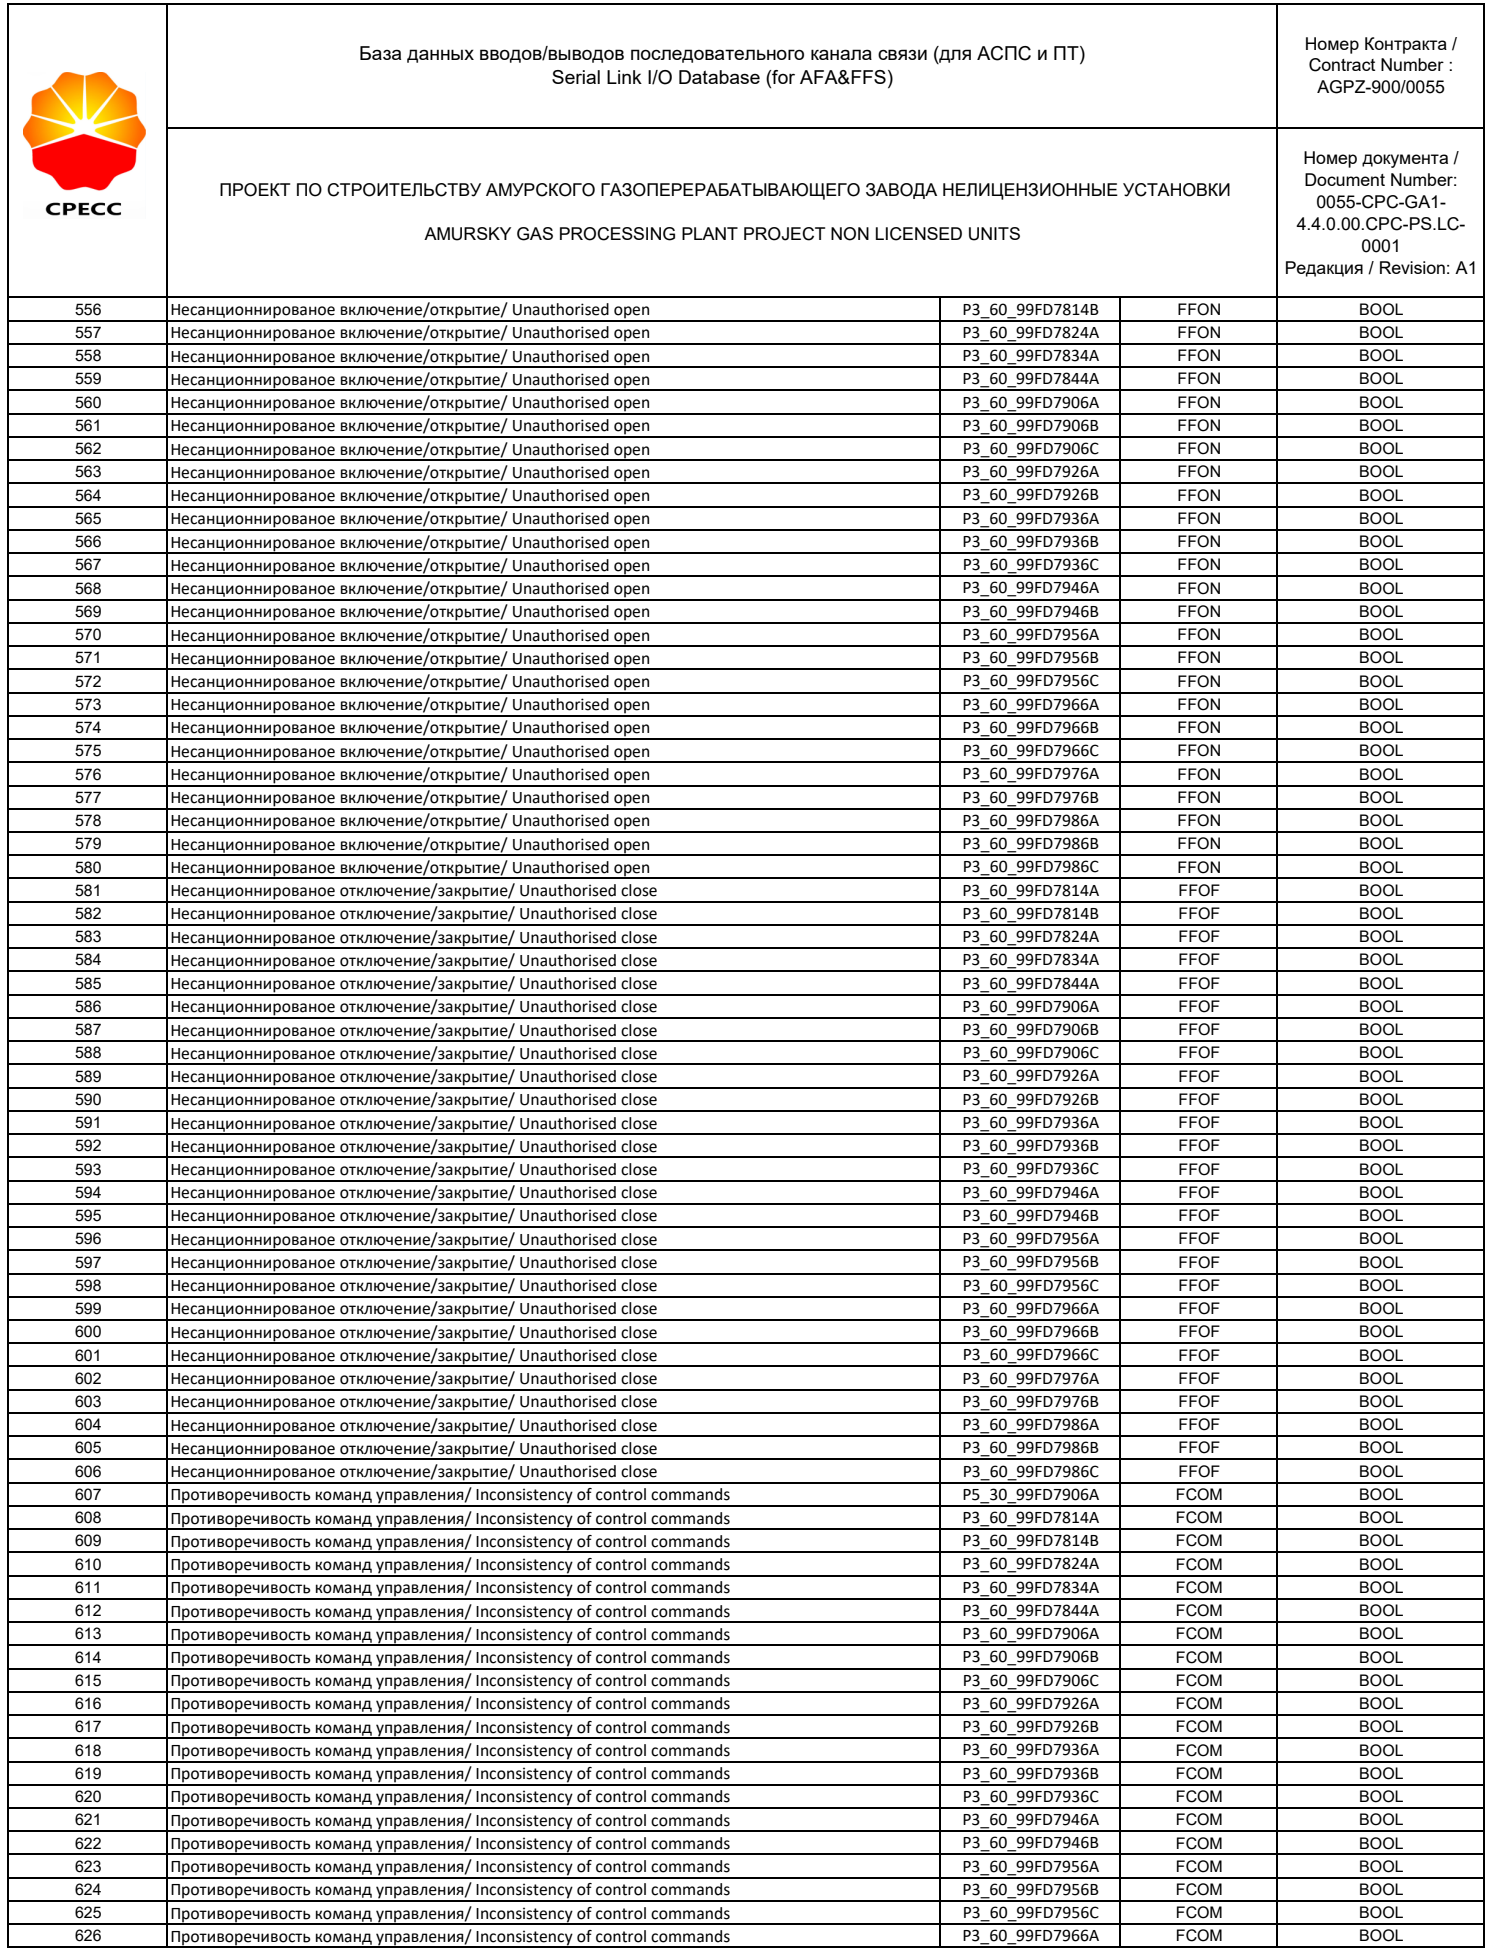 CPECC
База данных вводов/выводов последовательного канала связи (для АСПС и ПТ)
Serial Link I/O Database (for AFA&FFS)
Номер Контракта /
Contract Number :
AGPZ-900/0055
ПРОЕКТ ПО СТРОИТЕЛЬСТВУ АМУРСКОГО ГАЗОПЕРЕРАБАТЫВАЮЩЕГО ЗАВОДА НЕЛИЦЕНЗИОННЫЕ УСТАНОВКИ
AMURSKY GAS PROCESSING PLANT PROJECT NON LICENSED UNITS
Номер документа /
Document Number:
0055-CPC-GA1-
4.4.0.00.CPC-PS.LC-
0001
Редакция / Revision: A1
556 Несанционнированое включение/открытие/ Unauthorised open P3_60_99FD7814B FFON BOOL
557 Несанционнированое включение/открытие/ Unauthorised open P3_60_99FD7824A FFON BOOL
558 Несанционнированое включение/открытие/ Unauthorised open P3_60_99FD7834A FFON BOOL
559 Несанционнированое включение/открытие/ Unauthorised open P3_60_99FD7844A FFON BOOL
560 Несанционнированое включение/открытие/ Unauthorised open P3_60_99FD7906A FFON BOOL
561 Несанционнированое включение/открытие/ Unauthorised open P3_60_99FD7906B FFON BOOL
562 Несанционнированое включение/открытие/ Unauthorised open P3_60_99FD7906C FFON BOOL
563 Несанционнированое включение/открытие/ Unauthorised open P3_60_99FD7926A FFON BOOL
564 Несанционнированое включение/открытие/ Unauthorised open P3_60_99FD7926B FFON BOOL
565 Несанционнированое включение/открытие/ Unauthorised open P3_60_99FD7936A FFON BOOL
566 Несанционнированое включение/открытие/ Unauthorised open P3_60_99FD7936B FFON BOOL
567 Несанционнированое включение/открытие/ Unauthorised open P3_60_99FD7936C FFON BOOL
568 Несанционнированое включение/открытие/ Unauthorised open P3_60_99FD7946A FFON BOOL
569 Несанционнированое включение/открытие/ Unauthorised open P3_60_99FD7946B FFON BOOL
570 Несанционнированое включение/открытие/ Unauthorised open P3_60_99FD7956A FFON BOOL
571 Несанционнированое включение/открытие/ Unauthorised open P3_60_99FD7956B FFON BOOL
572 Несанционнированое включение/открытие/ Unauthorised open P3_60_99FD7956C FFON BOOL
573 Несанционнированое включение/открытие/ Unauthorised open P3_60_99FD7966A FFON BOOL
574 Несанционнированое включение/открытие/ Unauthorised open P3_60_99FD7966B FFON BOOL
575 Несанционнированое включение/открытие/ Unauthorised open P3_60_99FD7966C FFON BOOL
576 Несанционнированое включение/открытие/ Unauthorised open P3_60_99FD7976A FFON BOOL
577 Несанционнированое включение/открытие/ Unauthorised open P3_60_99FD7976B FFON BOOL
578 Несанционнированое включение/открытие/ Unauthorised open P3_60_99FD7986A FFON BOOL
579 Несанционнированое включение/открытие/ Unauthorised open P3_60_99FD7986B FFON BOOL
580 Несанционнированое включение/открытие/ Unauthorised open P3_60_99FD7986C FFON BOOL
581 Несанционнированое отключение/закрытие/ Unauthorised close P3_60_99FD7814A FFOF BOOL
582 Несанционнированое отключение/закрытие/ Unauthorised close P3_60_99FD7814B FFOF BOOL
583 Несанционнированое отключение/закрытие/ Unauthorised close P3_60_99FD7824A FFOF BOOL
584 Несанционнированое отключение/закрытие/ Unauthorised close P3_60_99FD7834A FFOF BOOL
585 Несанционнированое отключение/закрытие/ Unauthorised close P3_60_99FD7844A FFOF BOOL
586 Несанционнированое отключение/закрытие/ Unauthorised close P3_60_99FD7906A FFOF BOOL
587 Несанционнированое отключение/закрытие/ Unauthorised close P3_60_99FD7906B FFOF BOOL
588 Несанционнированое отключение/закрытие/ Unauthorised close P3_60_99FD7906C FFOF BOOL
589 Несанционнированое отключение/закрытие/ Unauthorised close P3_60_99FD7926A FFOF BOOL
590 Несанционнированое отключение/закрытие/ Unauthorised close P3_60_99FD7926B FFOF BOOL
591 Несанционнированое отключение/закрытие/ Unauthorised close P3_60_99FD7936A FFOF BOOL
592 Несанционнированое отключение/закрытие/ Unauthorised close P3_60_99FD7936B FFOF BOOL
593 Несанционнированое отключение/закрытие/ Unauthorised close P3_60_99FD7936C FFOF BOOL
594 Несанционнированое отключение/закрытие/ Unauthorised close P3_60_99FD7946A FFOF BOOL
595 Несанционнированое отключение/закрытие/ Unauthorised close P3_60_99FD7946B FFOF BOOL
596 Несанционнированое отключение/закрытие/ Unauthorised close P3_60_99FD7956A FFOF BOOL
597 Несанционнированое отключение/закрытие/ Unauthorised close P3_60_99FD7956B FFOF BOOL
598 Несанционнированое отключение/закрытие/ Unauthorised close P3_60_99FD7956C FFOF BOOL
599 Несанционнированое отключение/закрытие/ Unauthorised close P3_60_99FD7966A FFOF BOOL
600 Несанционнированое отключение/закрытие/ Unauthorised close P3_60_99FD7966B FFOF BOOL
601 Несанционнированое отключение/закрытие/ Unauthorised close P3_60_99FD7966C FFOF BOOL
602 Несанционнированое отключение/закрытие/ Unauthorised close P3_60_99FD7976A FFOF BOOL
603 Несанционнированое отключение/закрытие/ Unauthorised close P3_60_99FD7976B FFOF BOOL
604 Несанционнированое отключение/закрытие/ Unauthorised close P3_60_99FD7986A FFOF BOOL
605 Несанционнированое отключение/закрытие/ Unauthorised close P3_60_99FD7986B FFOF BOOL
606 Несанционнированое отключение/закрытие/ Unauthorised close P3_60_99FD7986C FFOF BOOL
607 Противоречивость команд управления/ Inconsistency of control commands P5_30_99FD7906A FCOM BOOL
608 Противоречивость команд управления/ Inconsistency of control commands P3_60_99FD7814A FCOM BOOL
609 Противоречивость команд управления/ Inconsistency of control commands P3_60_99FD7814B FCOM BOOL
610 Противоречивость команд управления/ Inconsistency of control commands P3_60_99FD7824A FCOM BOOL
611 Противоречивость команд управления/ Inconsistency of control commands P3_60_99FD7834A FCOM BOOL
612 Противоречивость команд управления/ Inconsistency of control commands P3_60_99FD7844A FCOM BOOL
613 Противоречивость команд управления/ Inconsistency of control commands P3_60_99FD7906A FCOM BOOL
614 Противоречивость команд управления/ Inconsistency of control commands P3_60_99FD7906B FCOM BOOL
615 Противоречивость команд управления/ Inconsistency of control commands P3_60_99FD7906C FCOM BOOL
616 Противоречивость команд управления/ Inconsistency of control commands P3_60_99FD7926A FCOM BOOL
617 Противоречивость команд управления/ Inconsistency of control commands P3_60_99FD7926B FCOM BOOL
618 Противоречивость команд управления/ Inconsistency of control commands P3_60_99FD7936A FCOM BOOL
619 Противоречивость команд управления/ Inconsistency of control commands P3_60_99FD7936B FCOM BOOL
620 Противоречивость команд управления/ Inconsistency of control commands P3_60_99FD7936C FCOM BOOL
621 Противоречивость команд управления/ Inconsistency of control commands P3_60_99FD7946A FCOM BOOL
622 Противоречивость команд управления/ Inconsistency of control commands P3_60_99FD7946B FCOM BOOL
623 Противоречивость команд управления/ Inconsistency of control commands P3_60_99FD7956A FCOM BOOL
624 Противоречивость команд управления/ Inconsistency of control commands P3_60_99FD7956B FCOM BOOL
625 Противоречивость команд управления/ Inconsistency of control commands P3_60_99FD7956C FCOM BOOL
626 Противоречивость команд управления/ Inconsistency of control commands P3_60_99FD7966A FCOM BOOL